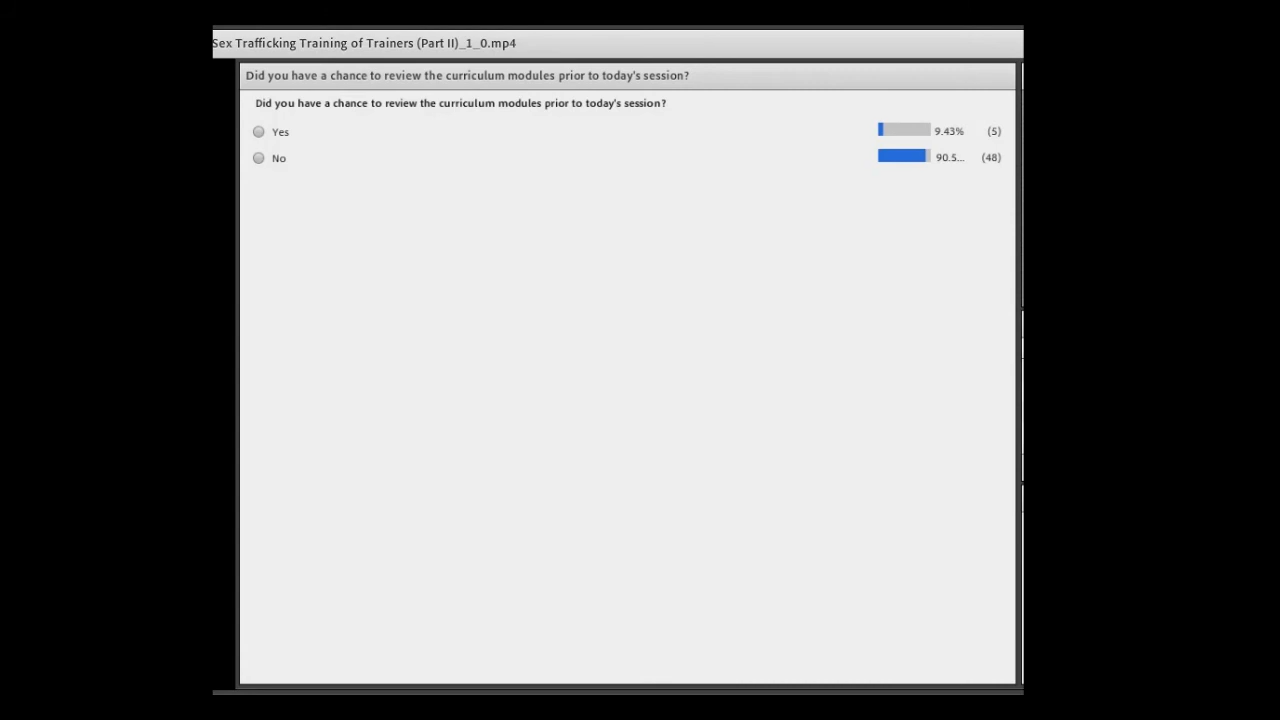 Sex Trafficking Training of Trainers (Part II)_1_0.mp4
Did you have a chance to review the curriculum modules prior to today's session?
Did you have a chance to review the curriculum modules prior to today's session?
Yes 9.43% (5)
No 90.5... (48)